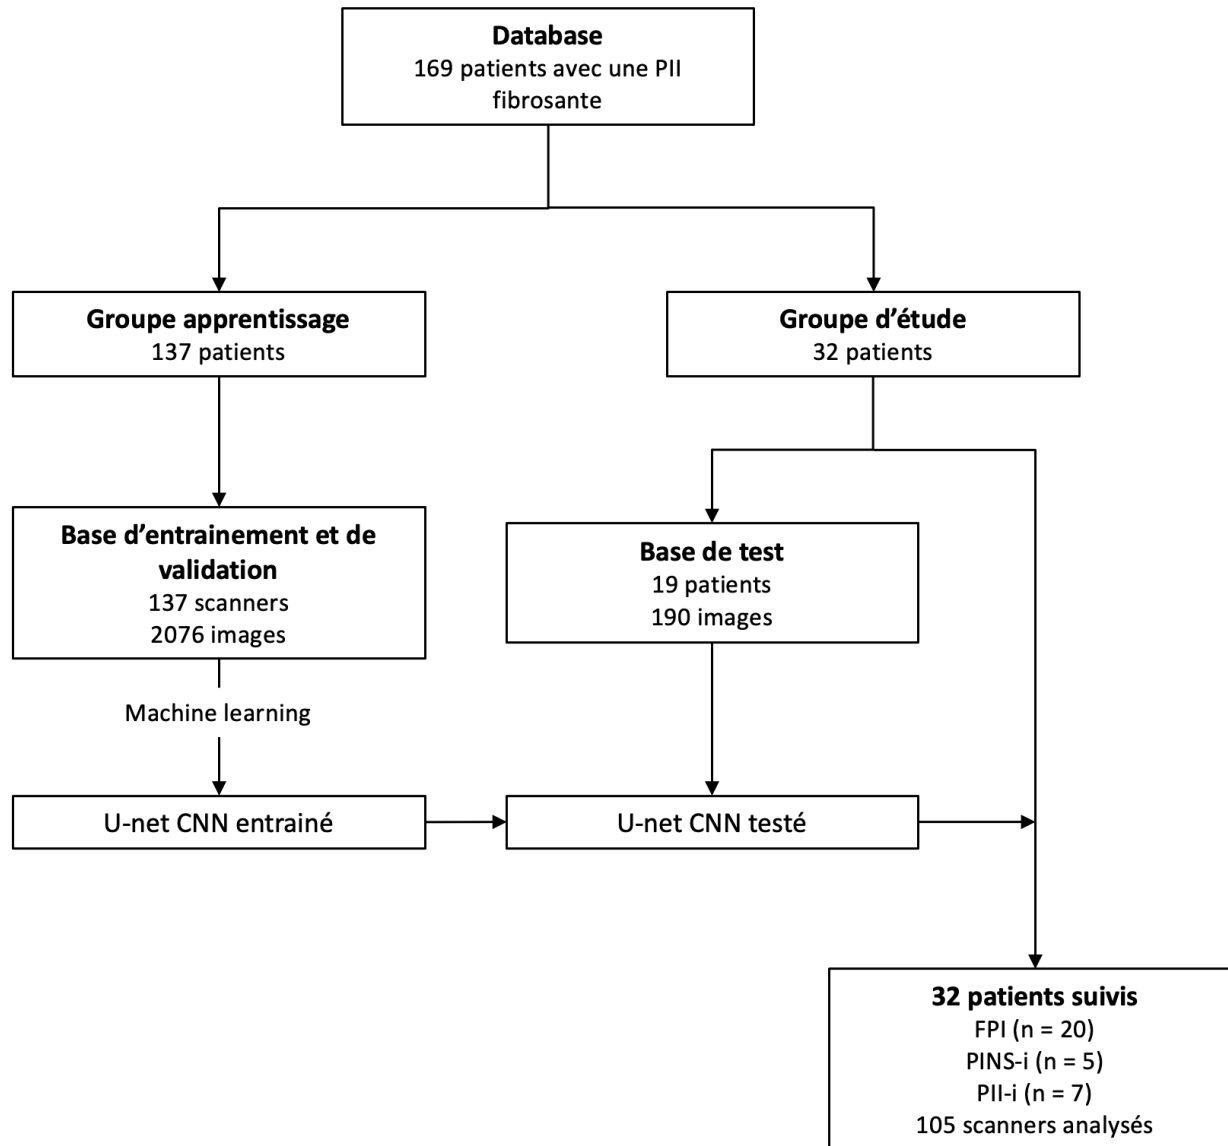 Database
169 patients avec une PII
fibrosante
Groupe apprentissage
137 patients
Groupe d’étude
32 patients
Base d’entrainement et de
validation
137 scanners
2076 images
Base de test
19 patients
190 images
Machine learning
U-net CNN entrainé
U-net CNN testé
32 patients suivis
FPI (n = 20)
PINS-i (n = 5)
PII-i (n = 7)
105 scanners analysés